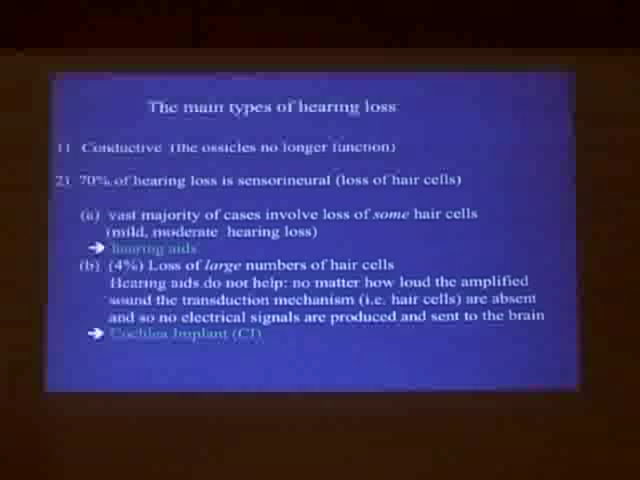 The main types of hearing loss
1) Conductive (the ossicles no longer function)
2) 70% of hearing loss is sensorineural (loss of hair cells)
(a) vast majority of cases involve loss of some hair cells
(mild, moderate hearing loss)
➔ hearing aids
(b) (4%) Loss of large numbers of hair cells
Hearing aids do not help: no matter how loud the amplified
sound the transduction mechanism (i.e. hair cells) are absent
and so no electrical signals are produced and sent to the brain
➔ Cochlea Implant (CI)